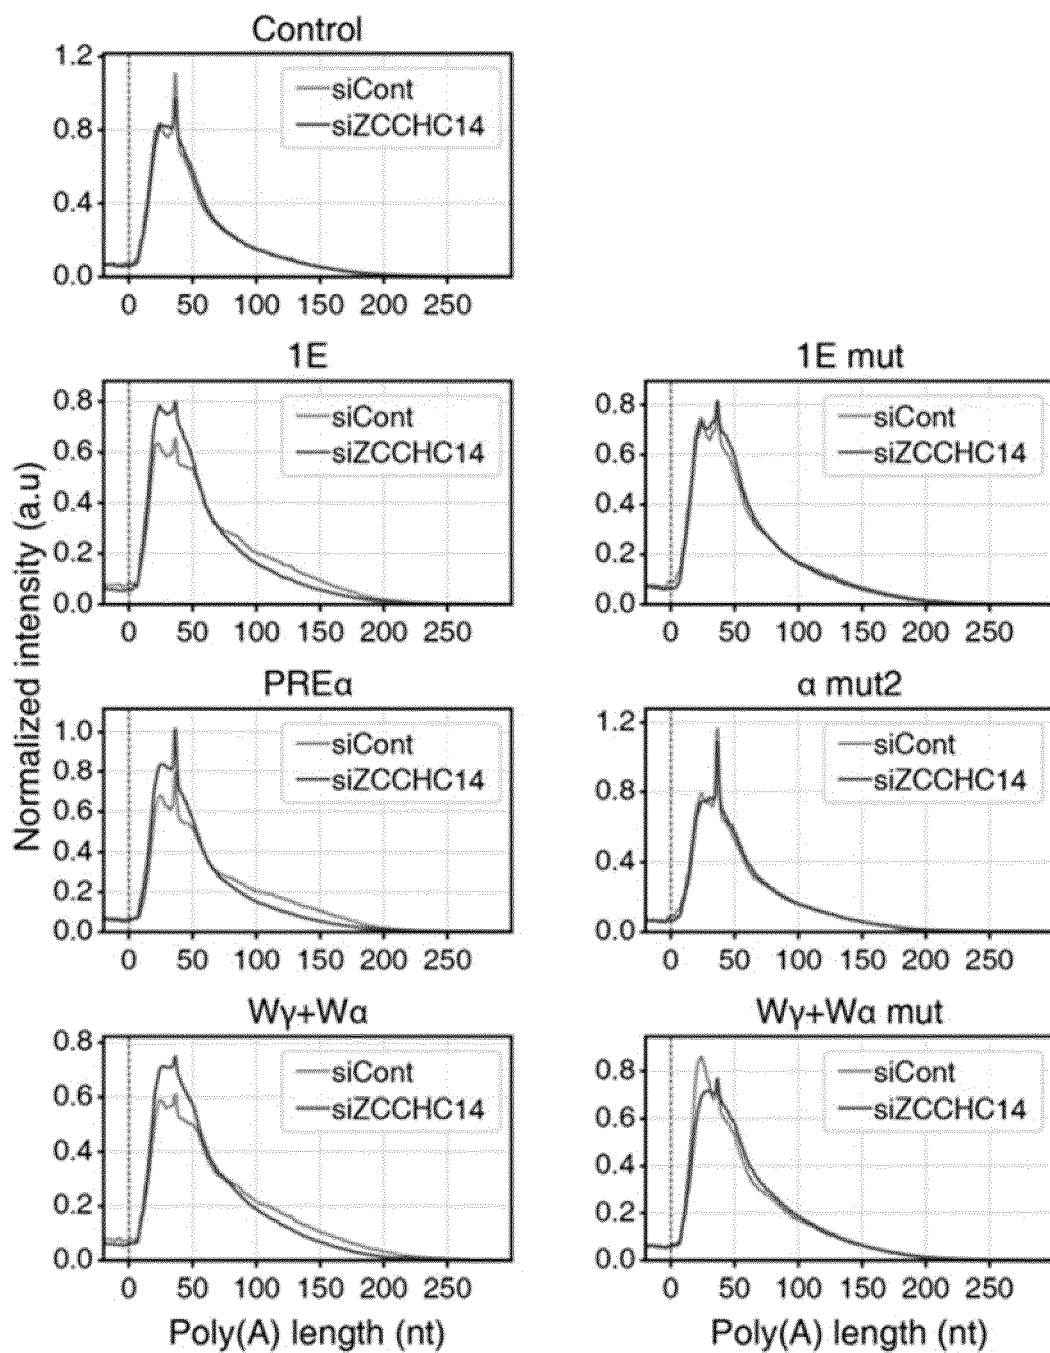 Control
1.2
0.8
0.4
0.0
siCont
siZCCHC14
0 50 100 150 200 250
1E
0.8
0.6
0.4
0.2
0.0
siCont
siZCCHC14
0 50 100 150 200 250
1E mut
0.8
0.6
0.4
0.2
0.0
siCont
siZCCHC14
0 50 100 150 200 250
Normalized intensity (a.u)
PREα
1.0
0.8
0.6
0.4
0.2
0.0
siCont
siZCCHC14
0 50 100 150 200 250
α mut2
1.2
0.8
0.4
0.0
siCont
siZCCHC14
0 50 100 150 200 250
Wγ+Wα
0.8
0.6
0.4
0.2
0.0
siCont
siZCCHC14
0 50 100 150 200 250
Poly(A) length (nt)
Wγ+Wα mut
0.8
0.6
0.4
0.2
0.0
siCont
siZCCHC14
0 50 100 150 200 250
Poly(A) length (nt)